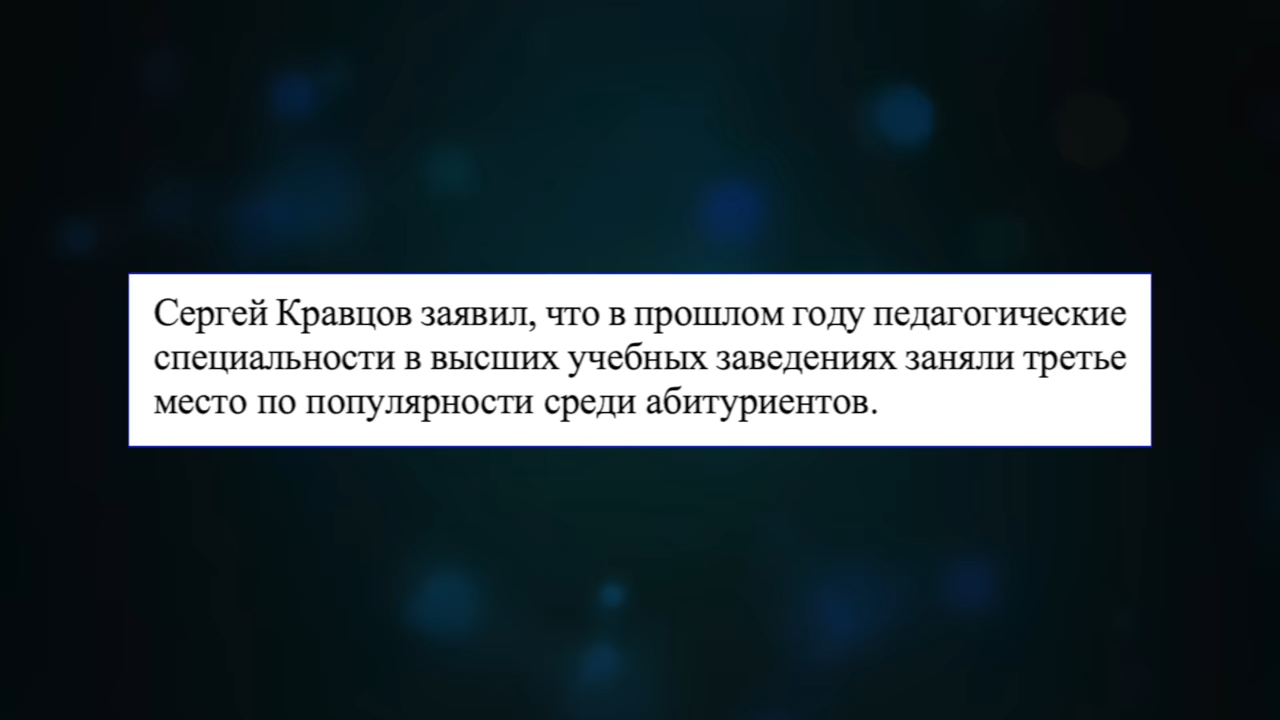 Сергей Кравцов заявил, что в прошлом году педагогические
специальности в высших учебных заведениях заняли третье
место по популярности среди абитуриентов.